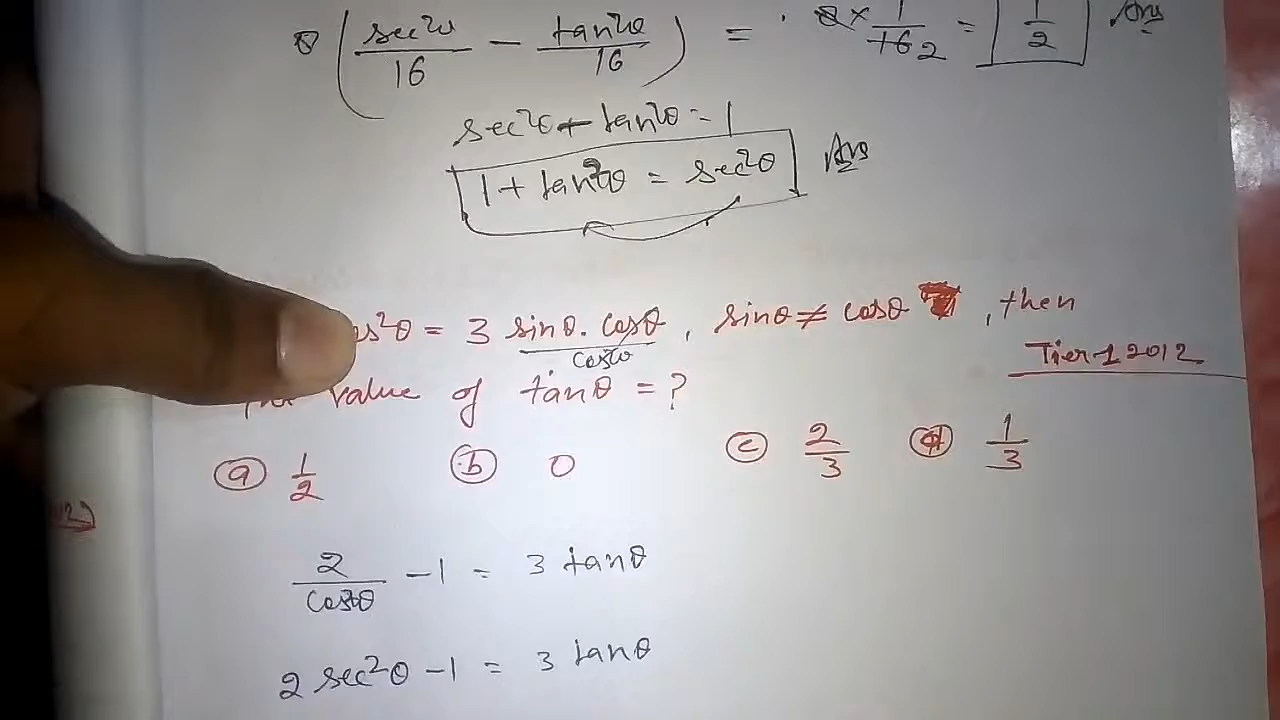 ( sec²θ/16 − tan²θ/16 ) = 8 × 1/16 2 = 1/2 Ans
sec²θ − tan²θ = 1
1 + tan²θ = sec²θ Ans
os²θ = 3 sinθ. cosθ, sinθ ≠ cosθ, then
cos²θ
Tier-1 2012
value of tanθ = ?
(a) 1/2 (b) 0 (c) 2/3 (d) 1/3
2/cos²θ − 1 = 3 tanθ
2 sec²θ − 1 = 3 tanθ